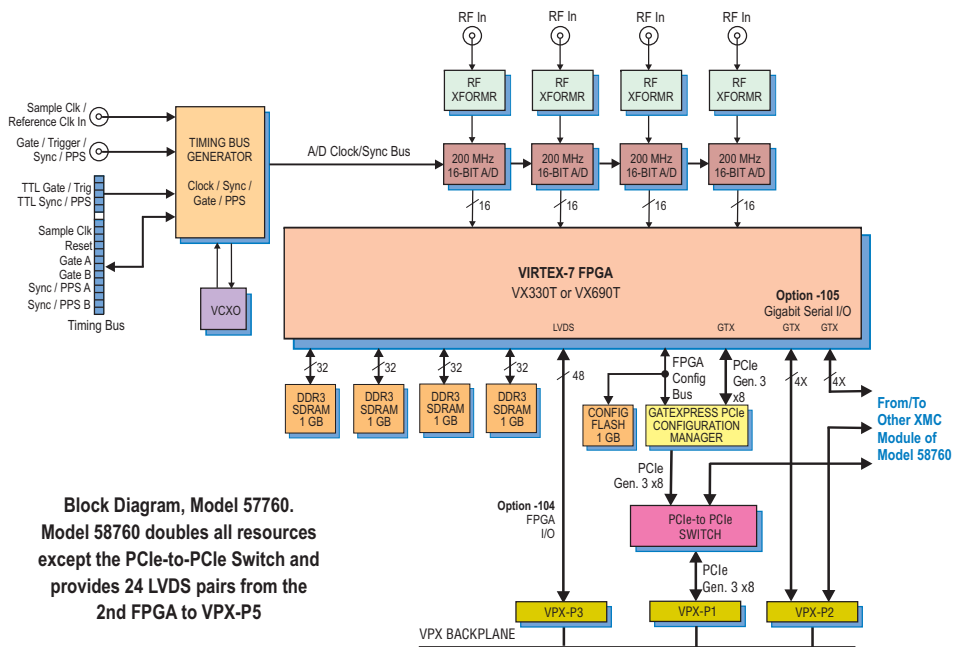 RF In
RF In
RF In
RF In
RF
XFORMR
RF
XFORMR
RF
XFORMR
RF
XFORMR
Sample Clk /
Reference Clk In
Gate / Trigger /
Sync / PPS
TTL Gate / Trig
TTL Sync / PPS
Sample Clk
Reset
Gate A
Gate B
Sync / PPS A
Sync / PPS B
Timing Bus
TIMING BUS
GENERATOR
Clock / Sync /
Gate / PPS
VCXO
A/D Clock/Sync Bus
200 MHz
16-BIT A/D
200 MHz
16-BIT A/D
200 MHz
16-BIT A/D
200 MHz
16-BIT A/D
16
16
16
16
VIRTEX-7 FPGA
VX330T or VX690T
Option -105
Gigabit Serial I/O
LVDS
GTX
GTX
GTX
32
32
32
32
48
FPGA
Config
Bus
PCIe
Gen. 3
x8
4X
4X
DDR3
SDRAM
1 GB
DDR3
SDRAM
1 GB
DDR3
SDRAM
1 GB
DDR3
SDRAM
1 GB
CONFIG
FLASH
1 GB
GATEXPRESS PCIe
CONFIGURATION
MANAGER
From/To
Other XMC
Module of
Model 58760
PCIe
Gen. 3 x8
Option -104
FPGA
I/O
PCIe-to PCIe
SWITCH
PCIe
Gen. 3 x8
Block Diagram, Model 57760.
Model 58760 doubles all resources
except the PCIe-to-PCIe Switch and
provides 24 LVDS pairs from the
2nd FPGA to VPX-P5
VPX-P3
VPX-P1
VPX-P2
VPX BACKPLANE